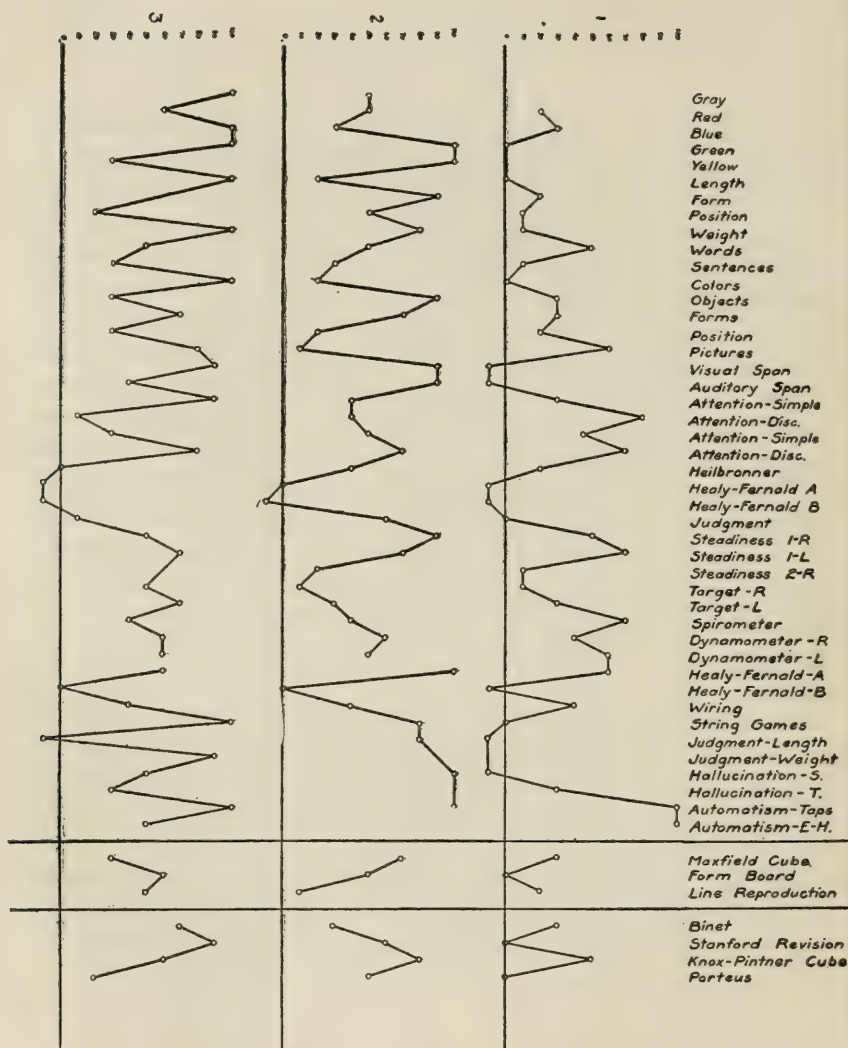 3 2 1
Gray
Red
Blue
Green
Yellow
Length
Form
Position
Weight
Words
Sentences
Colors
Objects
Forms
Position
Pictures
Visual Span
Auditory Span
Attention-Simple
Attention-Disc.
Attention-Simple
Attention-Disc.
Heilbronner
Healy-Fernald A
Healy-Fernald B
Judgment
Steadiness 1-R
Steadiness 1-L
Steadiness 2-R
Target-R
Target-L
Spirometer
Dynamometer-R
Dynamometer-L
Healy-Fernald-A
Healy-Fernald-B
Wiring
String Games
Judgment-Length
Judgment-Weight
Hallucination-S.
Hallucination-T.
Automatism-Taps
Automatism-E-H.
Maxfield Cube
Form Board
Line Reproduction
Binet
Stanford Revision
Knox-Pintner Cube
Porteus